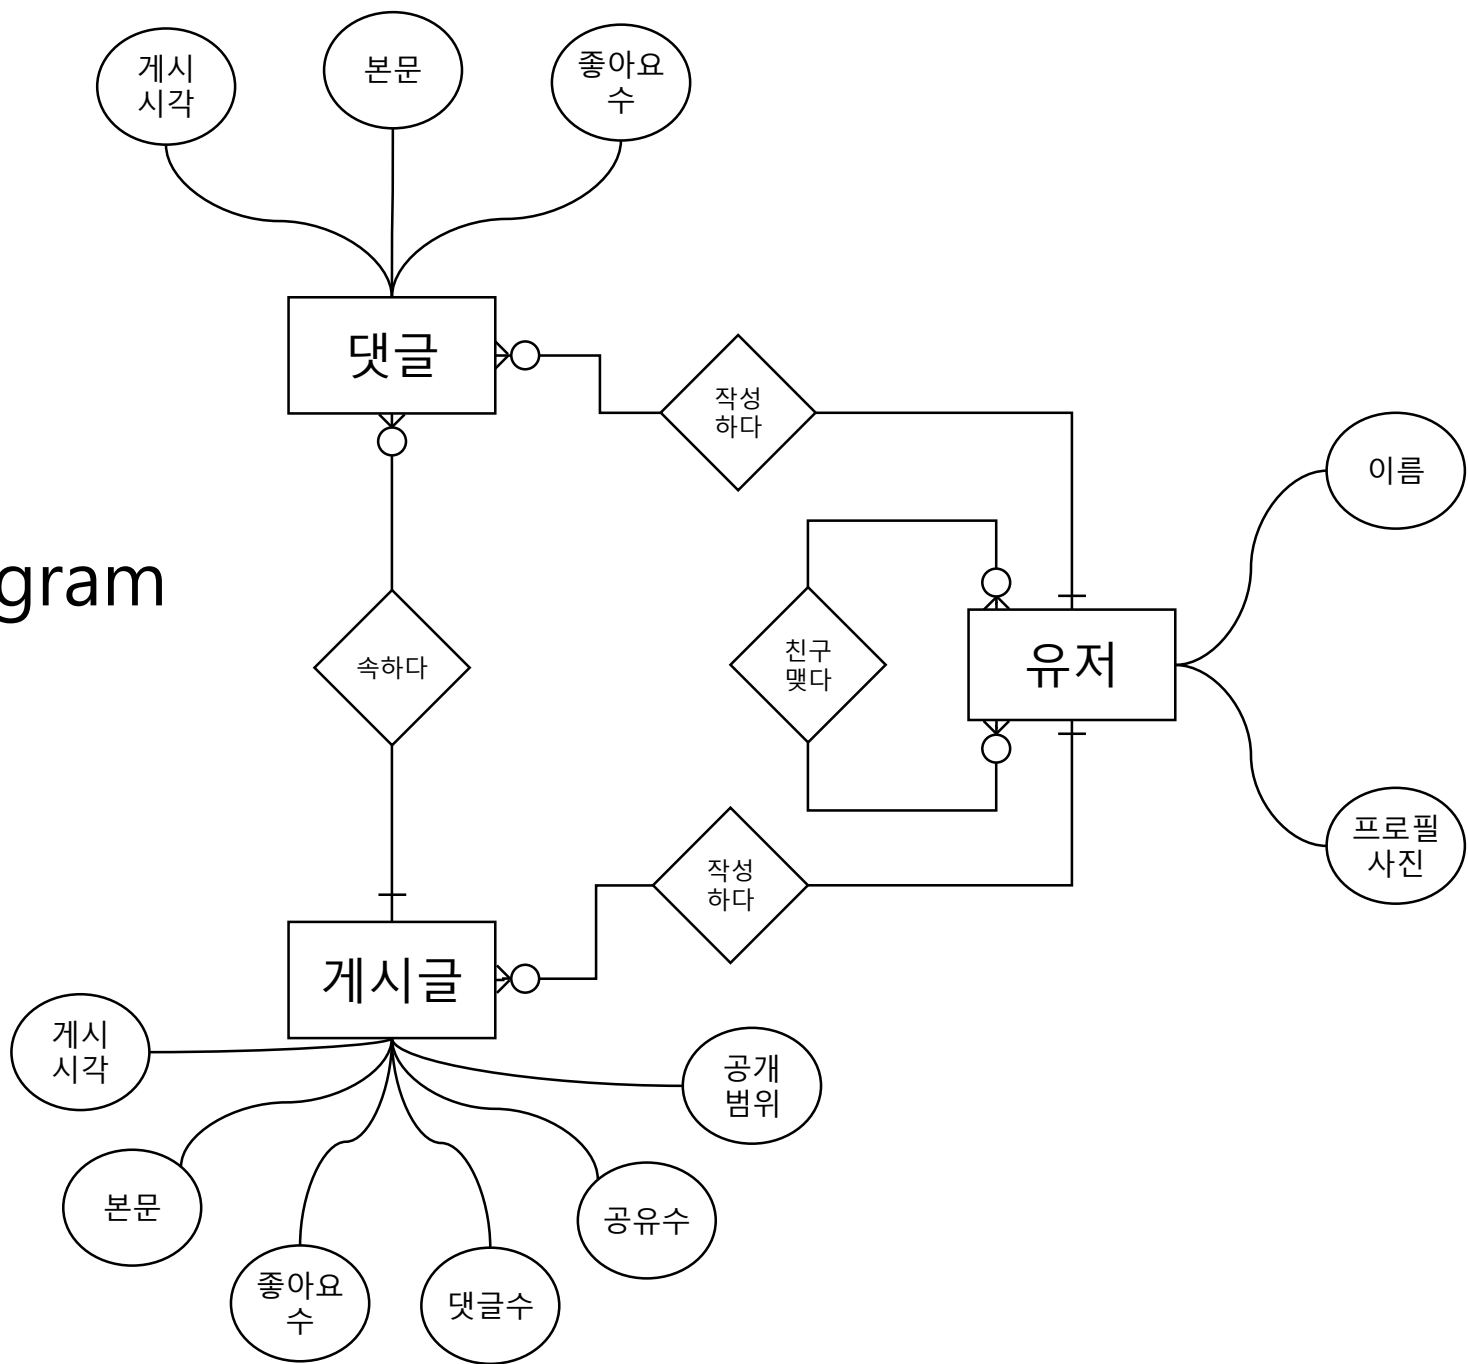 게시
시각
본문
좋아요
수
댓글
작성
하다
이름
gram
친구
맺다
유저
속하다
프로필
사진
작성
하다
게시글
게시
시각
공개
범위
본문
공유수
좋아요
수
댓글수